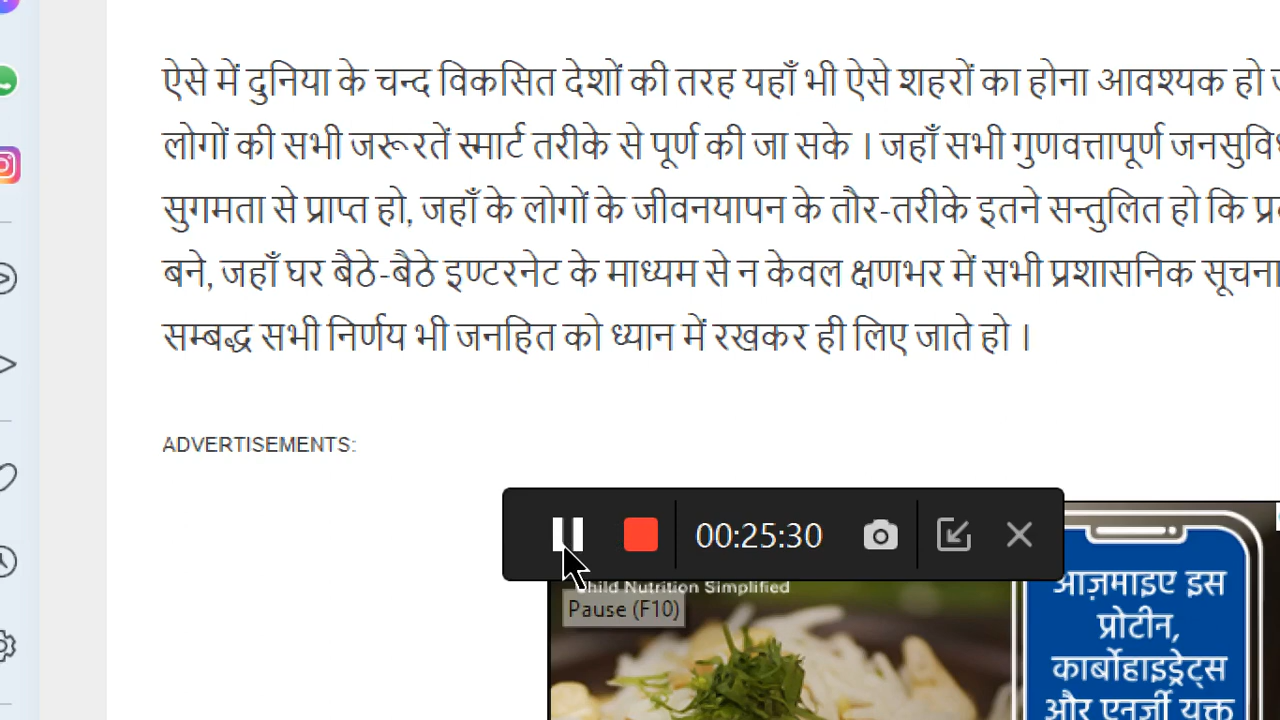 ऐसे में दुनिया के चन्द विकसित देशों की तरह यहाँ भी ऐसे शहरों का होना आवश्यक हो
लोगों की सभी जरूरतें स्मार्ट तरीके से पूर्ण की जा सके । जहाँ सभी गुणवत्तापूर्ण
सुगमता से प्राप्त हो, जहाँ के लोगों के जीवनयापन के तौर-तरीके इतने सन्तुलित हो कि
बने, जहाँ घर बैठे-बैठे इण्टरनेट के माध्यम से न केवल क्षणभर में सभी प्रशासनिक सूचना
सम्बद्ध सभी निर्णय भी जनहित को ध्यान में रखकर ही लिए जाते हो ।
ADVERTISEMENTS:
00:25:30
Child Nutrition Simplified
Pause (F10)
आज़माइए इस
प्रोटीन,
कार्बोहाइड्रेट्स
और एनर्जी युक्त